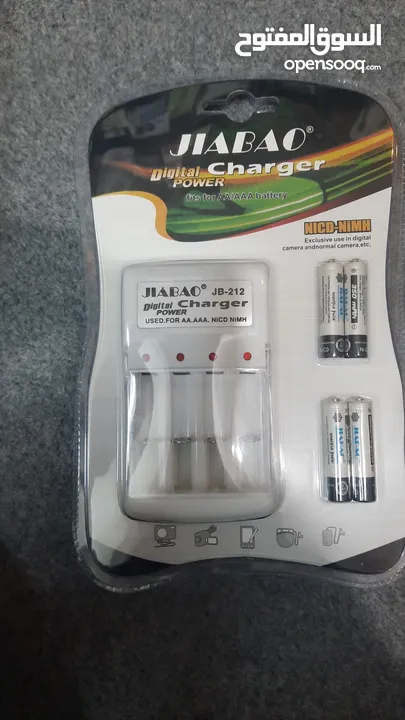 السوق المفتوح
opensooq.com
JIABAO®
Digital Charger
POWER
fits for AA/AAA battery
NICD-NIMH
Exclusive use in digital
camera andnormal camera,etc.
JIABAO® JB-212
Digital Charger
POWER
USED.FOR AA.AAA. NICD NIMH